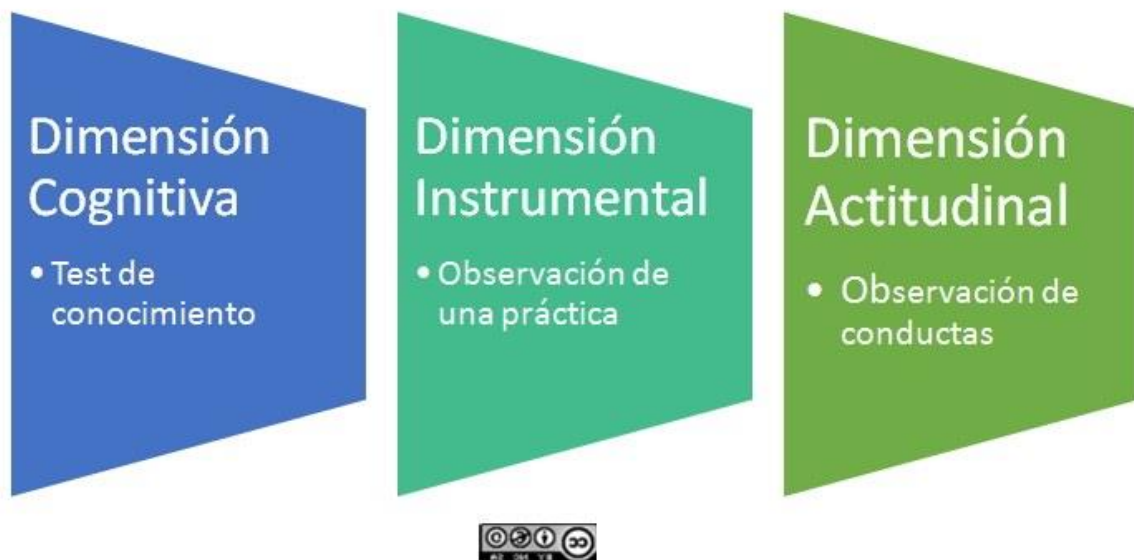 Dimensión
Cognitiva
• Test de
conocimiento
Dimensión
Instrumental
• Observación de
una práctica
Dimensión
Actitudinal
• Observación de
conductas